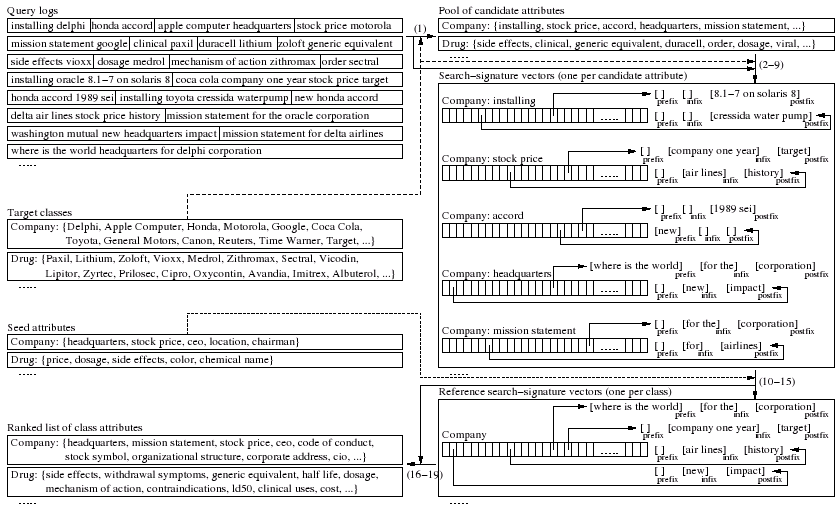 Query logs
installing delphi honda accord apple computer headquarters stock price motorola
mission statement google clinical paxil duracell lithium zoloft generic equivalent
side effects vioxx dosage medrol mechanism of action zithromax order sectral
installing oracle 8.1−7 on solaris 8 coca cola company one year stock price target
honda accord 1989 sei installing toyota cressida waterpump new honda accord
delta air lines stock price history mission statement for the oracle corporation
washington mutual new headquarters impact mission statement for delta airlines
where is the world headquarters for delphi corporation
.....
Target classes
Company: {Delphi, Apple Computer, Honda, Motorola, Google, Coca Cola,
Toyota, General Motors, Canon, Reuters, Time Warner, Target, ...}
Drug: {Paxil, Lithium, Zoloft, Vioxx, Medrol, Zithromax, Sectral, Vicodin,
Lipitor, Zyrtec, Prilosec, Cipro, Oxycontin, Avandia, Imitrex, Albuterol, ...}
.....
Seed attributes
Company: {headquarters, stock price, ceo, location, chairman}
Drug: {price, dosage, side effects, color, chemical name}
.....
Ranked list of class attributes
Company: {headquarters, mission statement, stock price, ceo, code of conduct,
stock symbol, organizational structure, corporate address, cio, ...}
Drug: {side effects, withdrawal symptoms, generic equivalent, half life, dosage,
mechanism of action, contraindications, ld50, clinical uses, cost, ...}
.....
(1)
Pool of candidate attributes
Company: {installing, stock price, accord, headquarters, mission statement, ...}
Drug: {side effects, clinical, generic equivalent, duracell, order, dosage, viral, ...}
.....
(2−9)
Search−signature vectors (one per candidate attribute)
Company: installing
[ ] [ ] [8.1−7 on solaris 8]
prefix infix postfix
.....
[ ] [ ] [cressida water pump]
prefix infix postfix
Company: stock price
[ ] [company one year] [target]
prefix infix postfix
.....
[ ] [air lines] [history]
prefix infix postfix
Company: accord
[ ] [ ] [1989 sei]
prefix infix postfix
.....
[new] [ ] [ ]
prefix infix postfix
Company: headquarters
[where is the world] [for the] [corporation]
prefix infix postfix
.....
[ ] [new] [impact]
prefix infix postfix
Company: mission statement
[ ] [for the] [corporation]
prefix infix postfix
.....
[ ] [for] [airlines]
prefix infix postfix
.....
(10−15)
Reference search−signature vectors (one per class)
[where is the world] [for the] [corporation]
prefix infix postfix
Company
[ ] [company one year] [target]
prefix infix postfix
.....
[ ] [air lines] [history]
prefix infix postfix
[ ] [new] [impact]
prefix infix postfix
.....
(16−19)